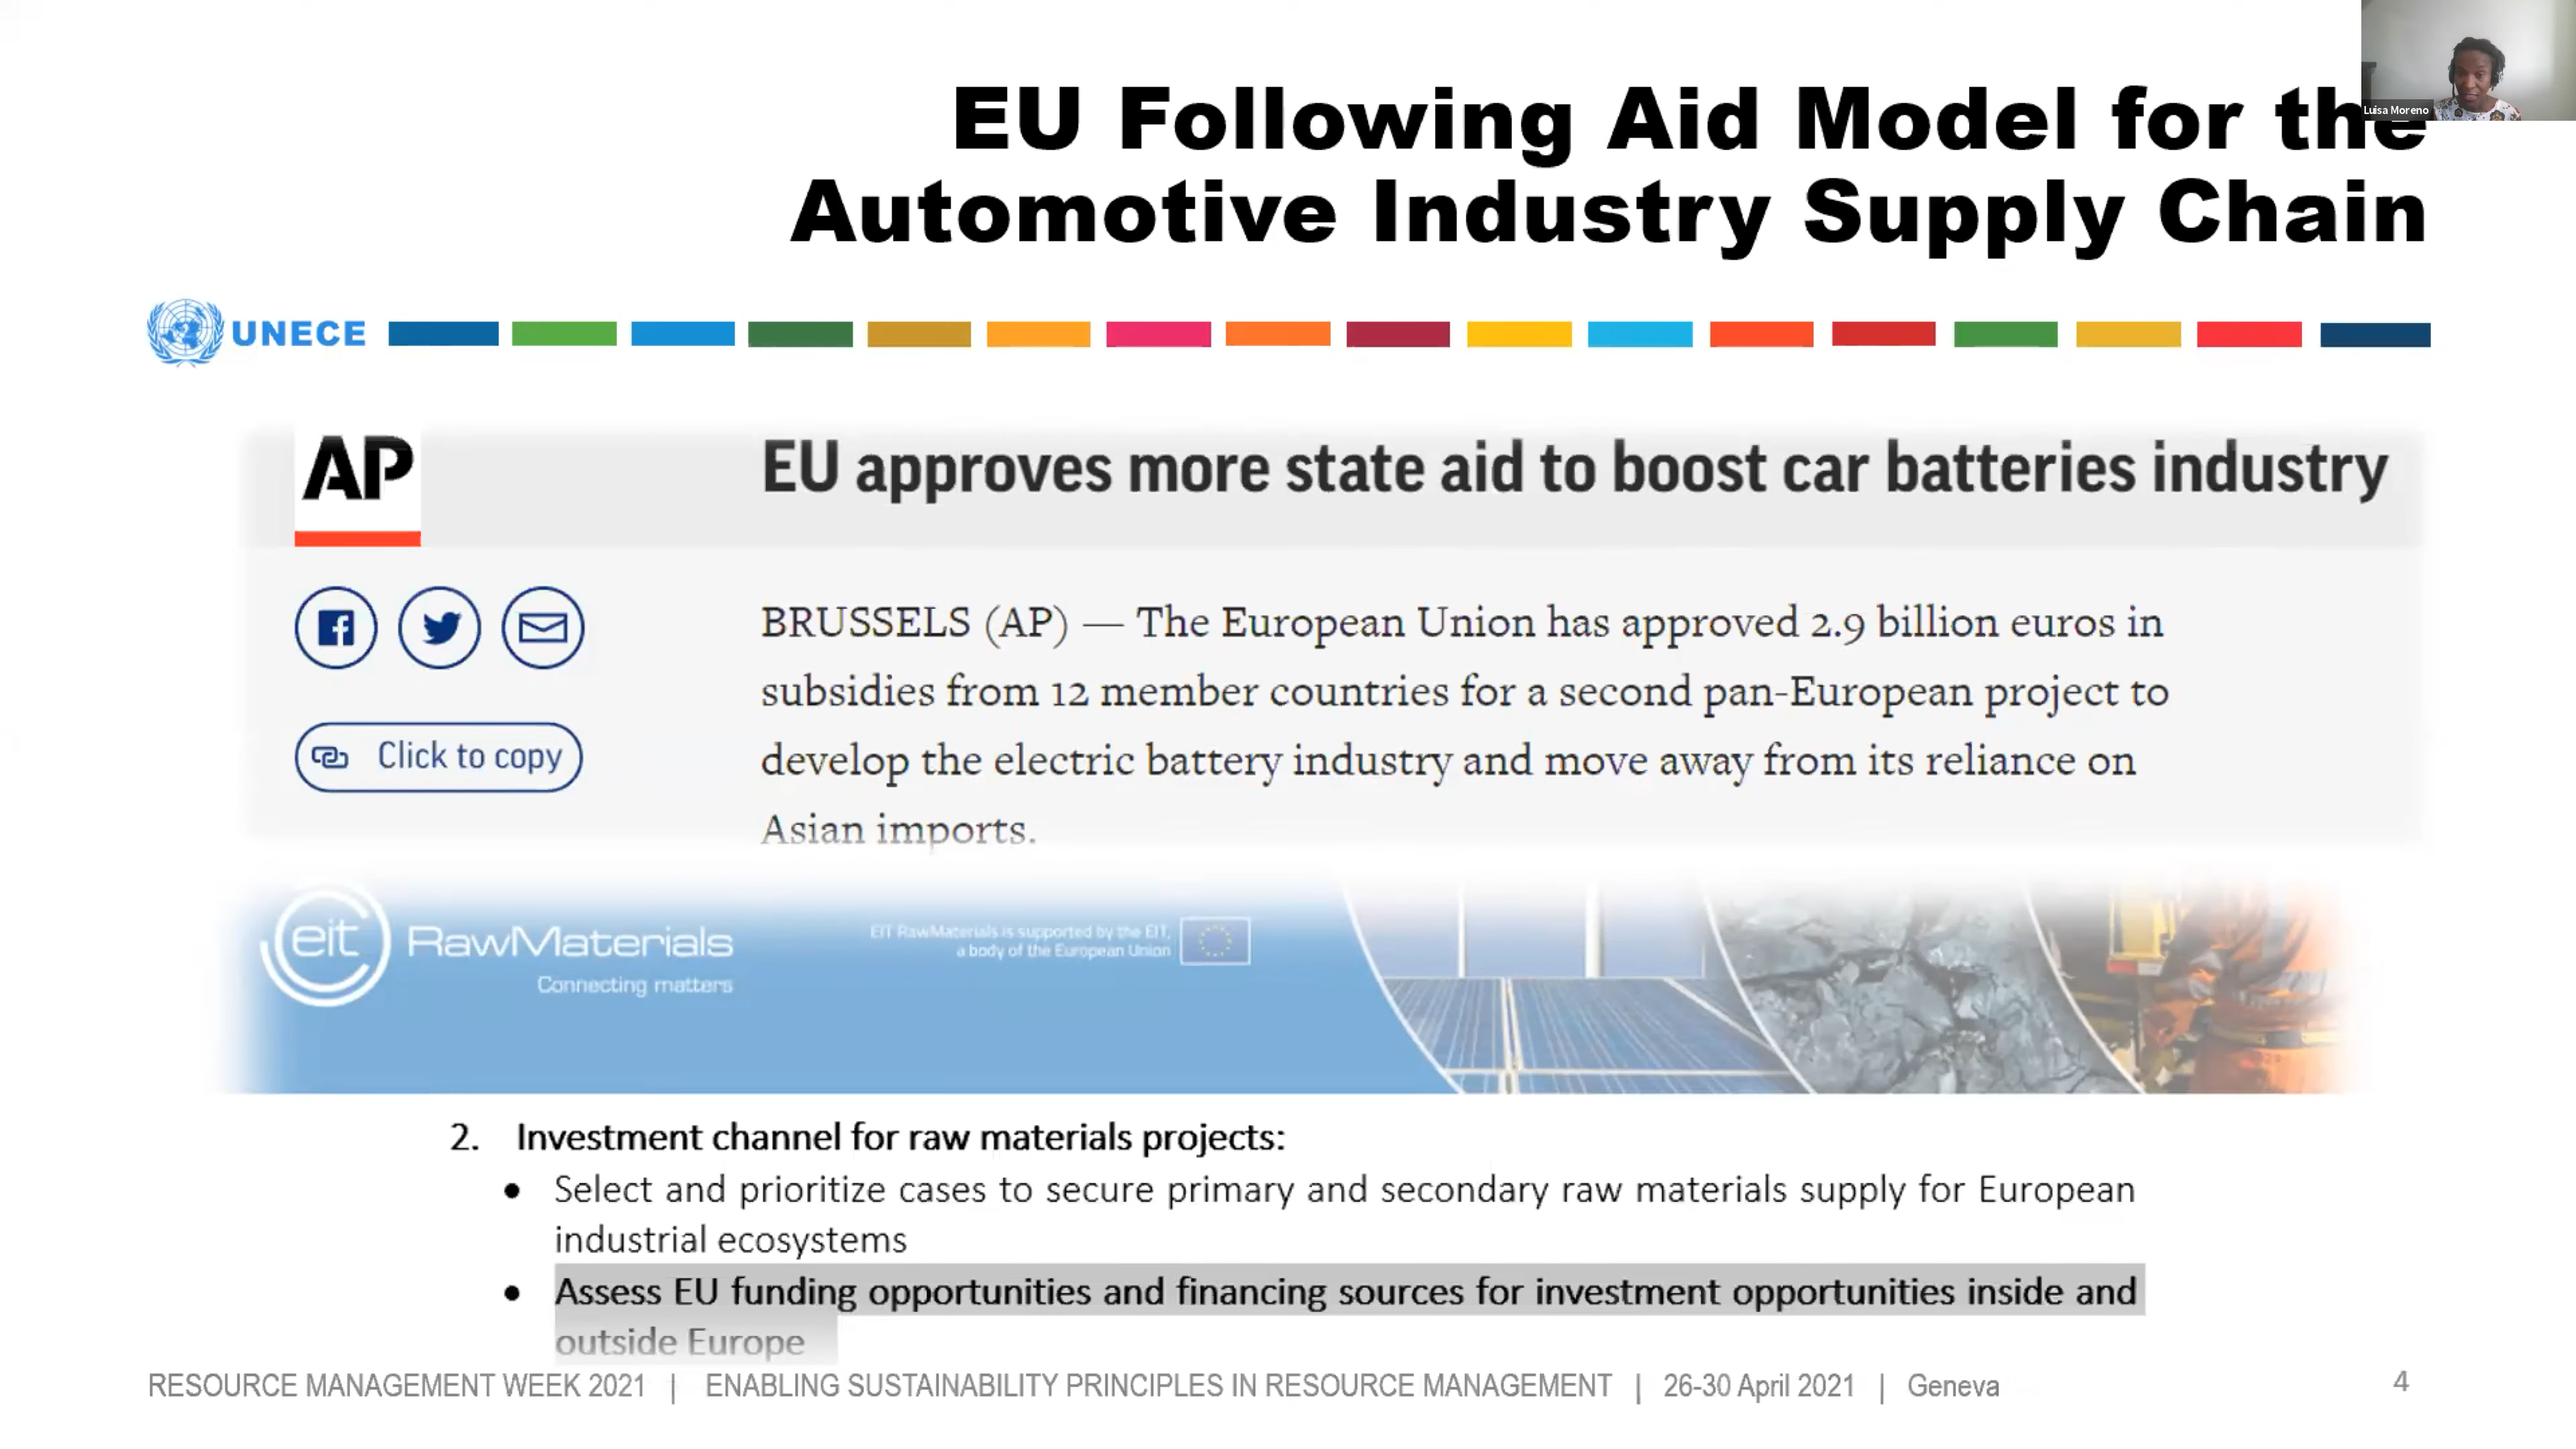 EU Following Aid Model for the
Automotive Industry Supply Chain
Luisa Moreno
UNECE
AP
EU approves more state aid to boost car batteries industry
BRUSSELS (AP) — The European Union has approved 2.9 billion euros in
subsidies from 12 member countries for a second pan-European project to
develop the electric battery industry and move away from its reliance on
Asian imports.
Click to copy
eit RawMaterials
Connecting matters
EIT RawMaterials is supported by the EIT,
a body of the European Union
2. Investment channel for raw materials projects:
• Select and prioritize cases to secure primary and secondary raw materials supply for European
industrial ecosystems
• Assess EU funding opportunities and financing sources for investment opportunities inside and
outside Europe
RESOURCE MANAGEMENT WEEK 2021 | ENABLING SUSTAINABILITY PRINCIPLES IN RESOURCE MANAGEMENT | 26-30 April 2021 | Geneva
4